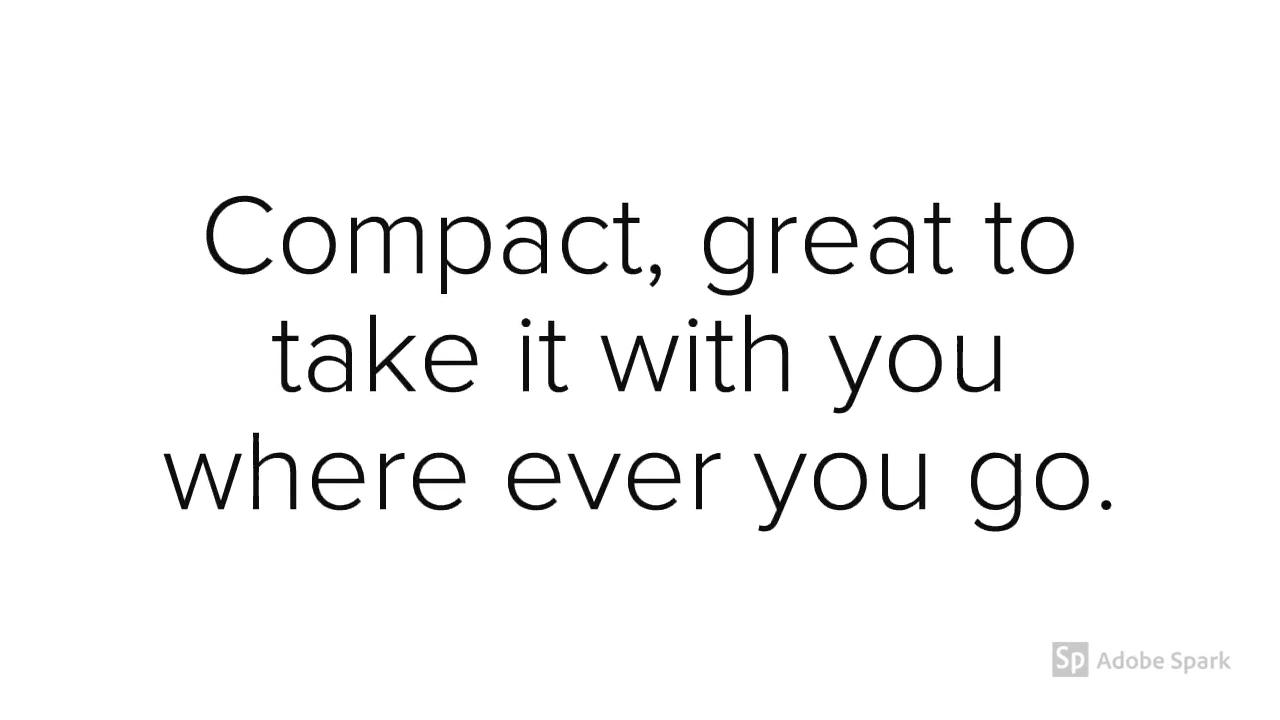 Compact, great to
take it with you
where ever you go.
Sp Adobe Spark